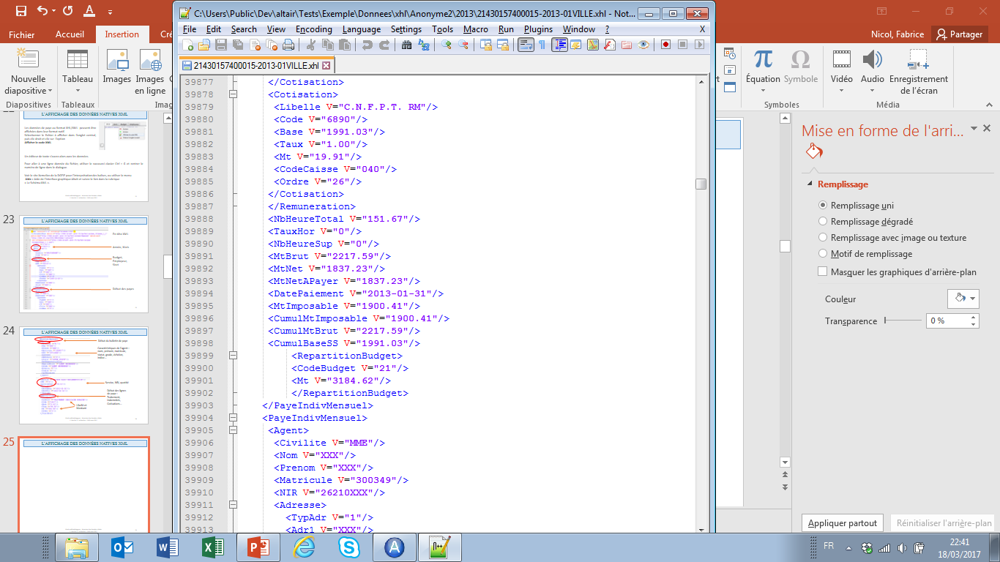 C:\Users\Public\Dev\altair\Tests\Exemple\Donnees\xhl\Anonyme2\2013\21430157400015-2013-01VILLE.xhl - Not...
Fichier Accueil Insertion
Nicol, Fabrice Partager
File Edit Search View Encoding Language Settings Tools Macro Run Plugins Window ? X
21430157400015-2013-01VILLE.xhl
Nouvelle diapositive
Tableau
Images
Images en ligne
Diapositives Tableaux
Équation
Symbole
Vidéo
Audio
Enregistrement de l'écran
Symboles Média
39877 </Cotisation>
39878 <Cotisation>
39879 <Libelle V="C.N.F.P.T. RM"/>
39880 <Code V="6890"/>
39881 <Base V="1991.03"/>
39882 <Taux V="1.00"/>
39883 <Mt V="19.91"/>
39884 <CodeCaisse V="040"/>
39885 <Ordre V="26"/>
39886 </Cotisation>
39887 </Remuneration>
39888 <NbHeureTotal V="151.67"/>
39889 <TauxHor V="0"/>
39890 <NbHeureSup V="0"/>
39891 <MtBrut V="2217.59"/>
39892 <MtNet V="1837.23"/>
39893 <MtNetAPayer V="1837.23"/>
39894 <DatePaiement V="2013-01-31"/>
39895 <MtImposable V="1900.41"/>
39896 <CumulMtImposable V="1900.41"/>
39897 <CumulMtBrut V="2217.59"/>
39898 <CumulBaseSS V="1991.03"/>
39899 <RepartitionBudget>
39900 <CodeBudget V="21"/>
39901 <Mt V="3184.62"/>
39902 </RepartitionBudget>
39903 </PayeIndivMensuel>
39904 <PayeIndivMensuel>
39905 <Agent>
39906 <Civilite V="MME"/>
39907 <Nom V="XXX"/>
39908 <Prenom V="XXX"/>
39909 <Matricule V="300349"/>
39910 <NIR V="26210XXX"/>
39911 <Adresse>
39912 <TypAdr V="1"/>
39913 <Adr1 V="XXX"/>
L'AFFICHAGE DES DONNÉES NATIVES XML
23
L'AFFICHAGE DES DONNÉES NATIVES XML
24
L'AFFICHAGE DES DONNÉES NATIVES XML
25
L'AFFICHAGE DES DONNÉES NATIVES XML
Mise en forme de l'arri...
Remplissage
Remplissage uni
Remplissage dégradé
Remplissage avec image ou texture
Motif de remplissage
Masquer les graphiques d'arrière-plan
Couleur
Transparence 0 %
Appliquer partout Réinitialiser l'arrière-plan
FR
22:41
18/03/2017